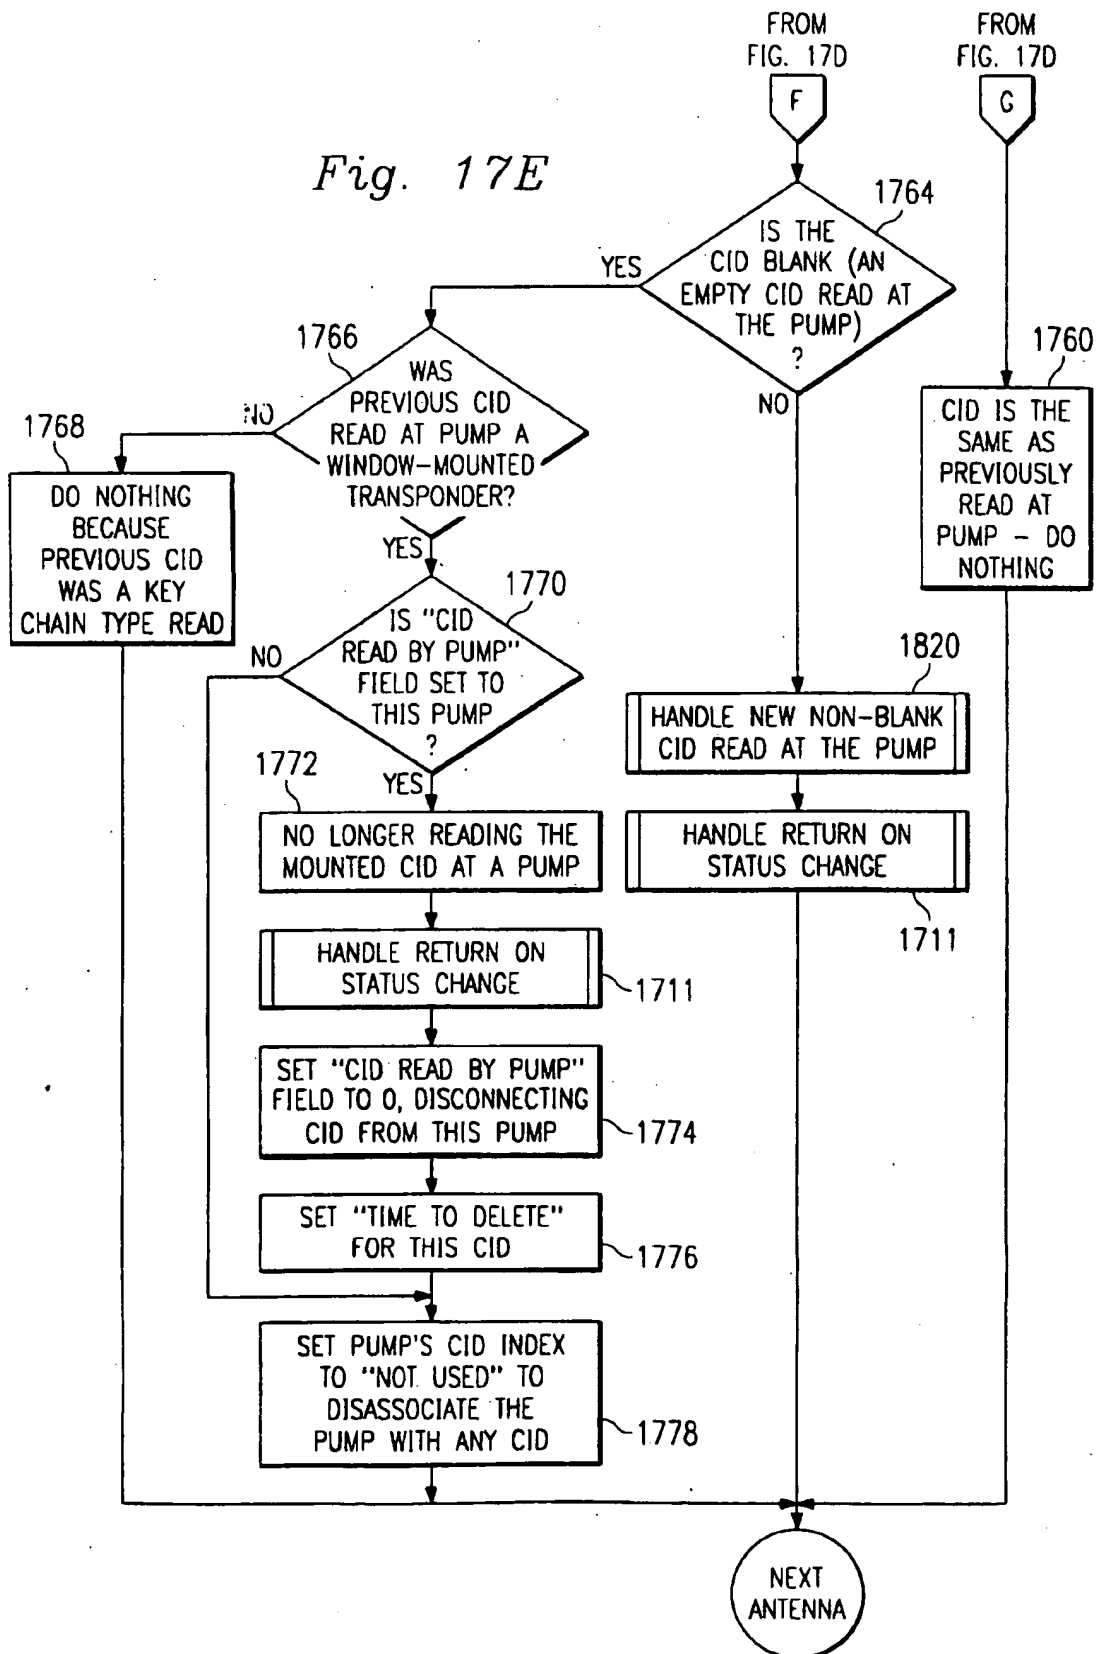 FROM
FIG. 17D
F
FROM
FIG. 17D
G
Fig. 17E
1764
IS THE
CID BLANK (AN
EMPTY CID READ AT
THE PUMP)
?
YES
NO
1766
WAS
PREVIOUS CID
READ AT PUMP A
WINDOW-MOUNTED
TRANSPONDER?
NO
YES
1760
CID IS THE
SAME AS
PREVIOUSLY
READ AT
PUMP - DO
NOTHING
1768
DO NOTHING
BECAUSE
PREVIOUS CID
WAS A KEY
CHAIN TYPE READ
1770
IS "CID
READ BY PUMP"
FIELD SET TO
THIS PUMP
?
NO
YES
1820
HANDLE NEW NON-BLANK
CID READ AT THE PUMP
1772
NO LONGER READING THE
MOUNTED CID AT A PUMP
HANDLE RETURN ON
STATUS CHANGE
1711
HANDLE RETURN ON
STATUS CHANGE
1711
SET "CID READ BY PUMP"
FIELD TO 0, DISCONNECTING
CID FROM THIS PUMP
1774
SET "TIME TO DELETE"
FOR THIS CID
1776
SET PUMP'S CID INDEX
TO "NOT USED" TO
DISASSOCIATE THE
PUMP WITH ANY CID
1778
NEXT
ANTENNA